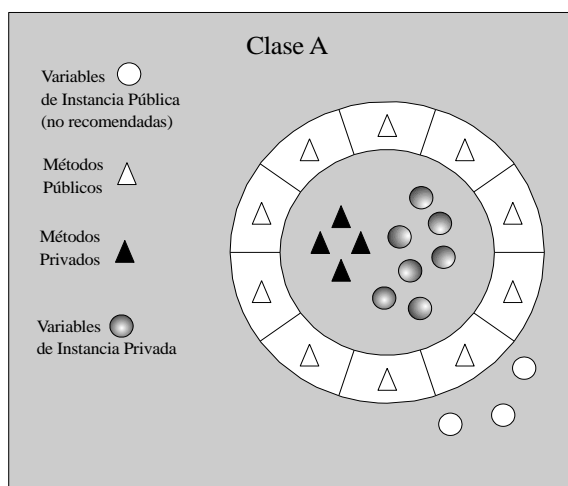 Clase A
Variables
de Instancia Pública
(no recomendadas)
Métodos
Públicos
Métodos
Privados
Variables
de Instancia Privada